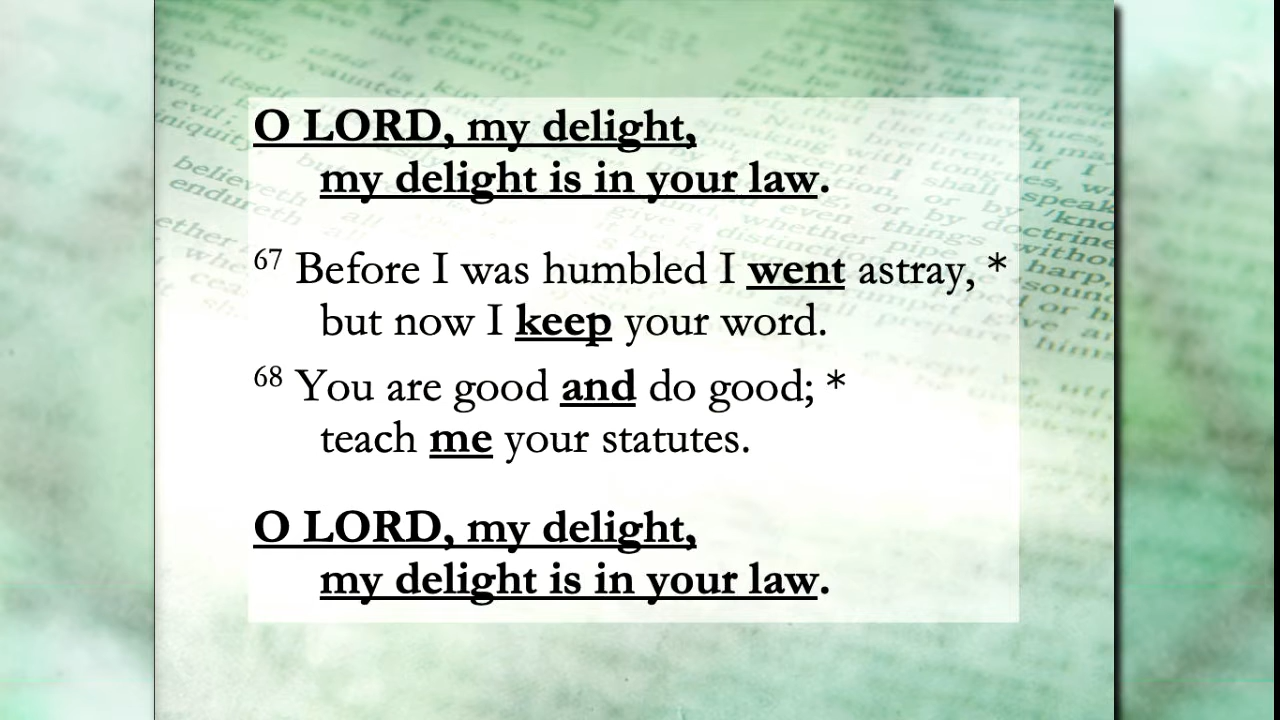 O LORD, my delight,
my delight is in your law.
67 Before I was humbled I went astray, *
but now I keep your word.
68 You are good and do good; *
teach me your statutes.
O LORD, my delight,
my delight is in your law.